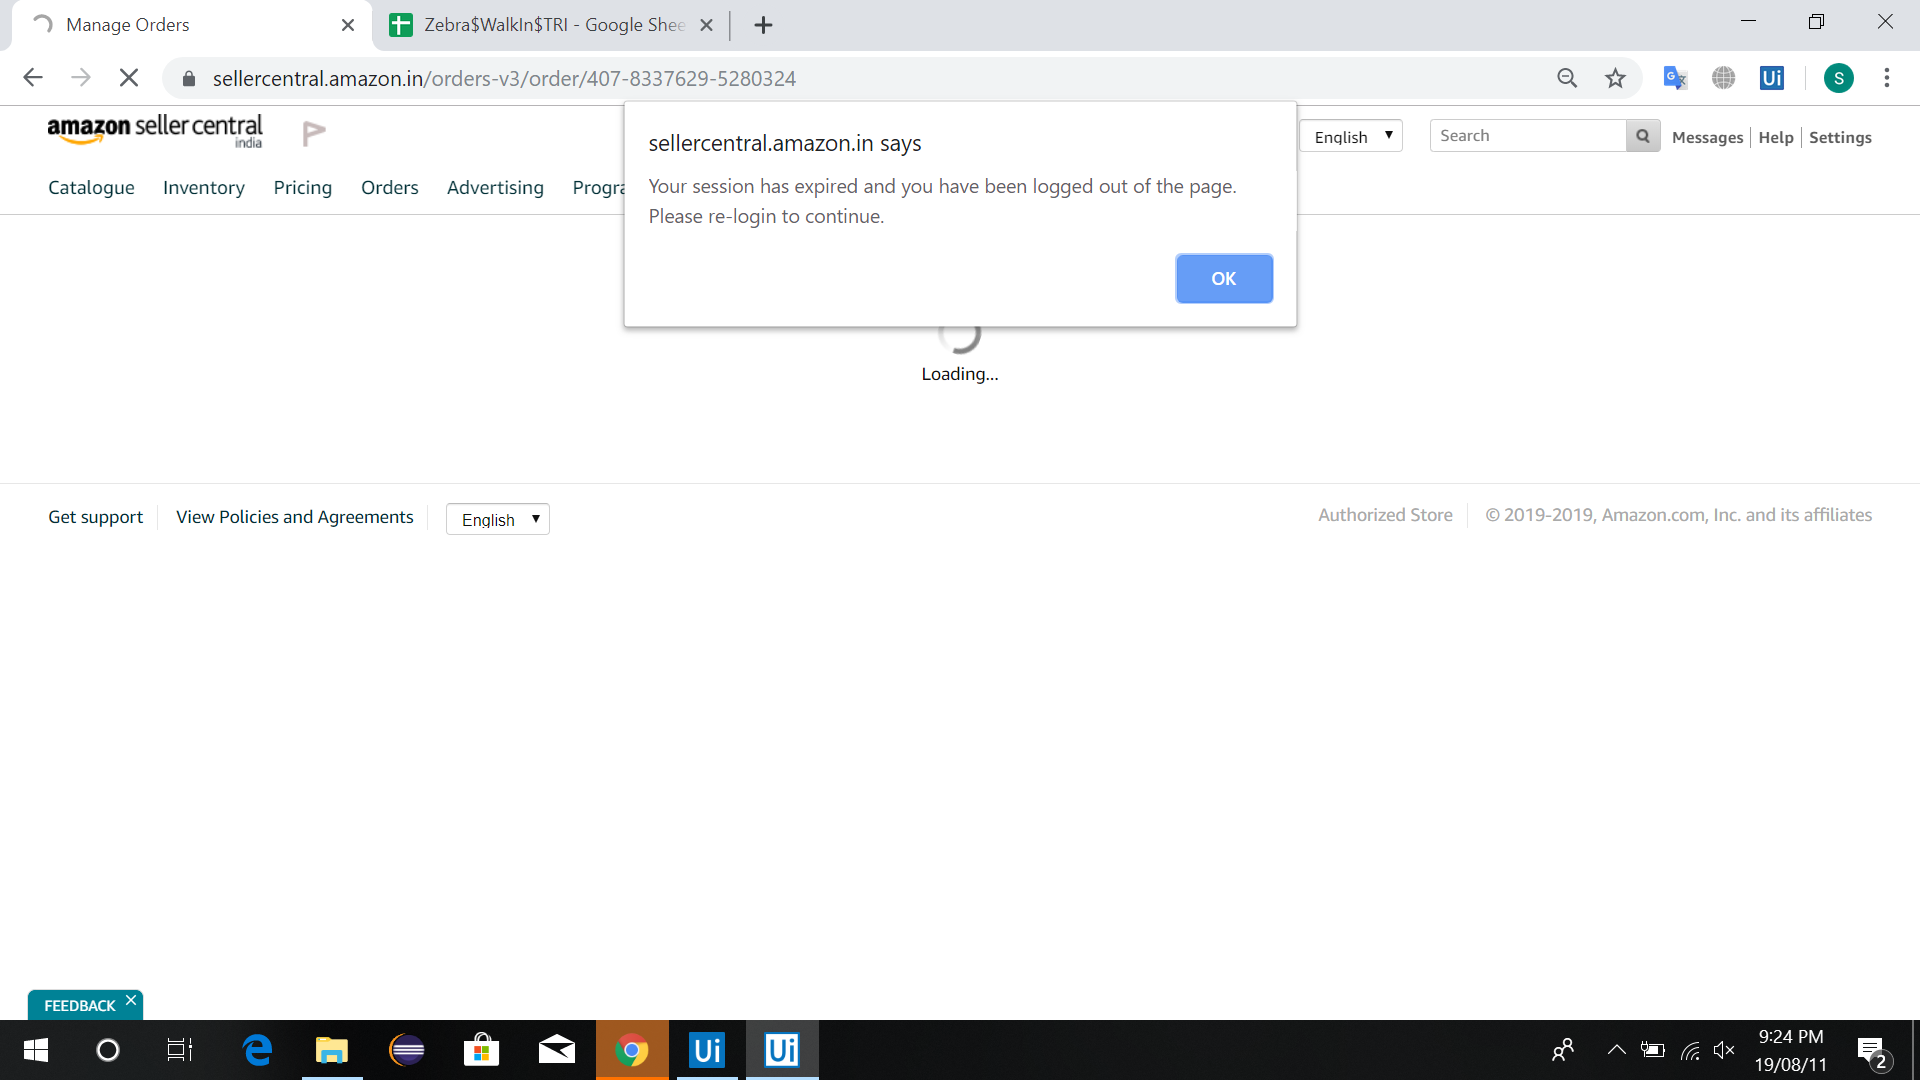 Manage Orders
Zebra$WalkIn$TRI - Google Shee
sellercentral.amazon.in/orders-v3/order/407-8337629-5280324
S
amazon seller central
india
English
Search
Messages
Help
Settings
Catalogue
Inventory
Pricing
Orders
Advertising
Progra
sellercentral.amazon.in says
Your session has expired and you have been logged out of the page.
Please re-login to continue.
OK
Loading...
Get support
View Policies and Agreements
English
Authorized Store
© 2019-2019, Amazon.com, Inc. and its affiliates
FEEDBACK
Ui
Ui
Ui
9:24 PM
19/08/11
2